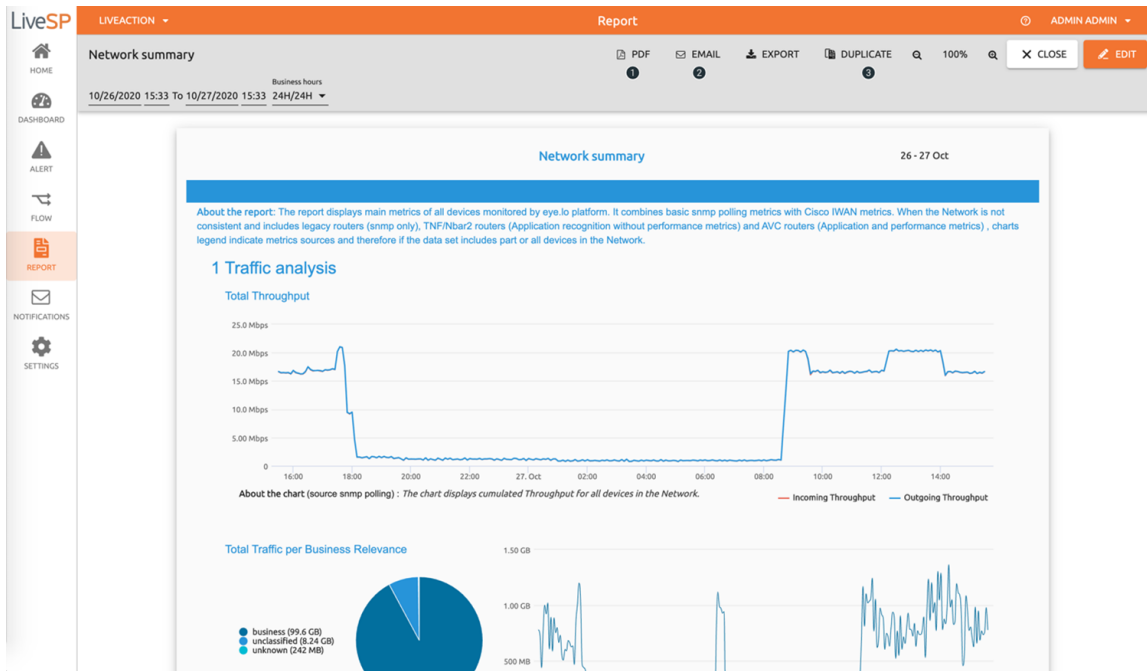 LiveSP
LIVEACTION
Report
ADMIN ADMIN
Network summary
PDF
EMAIL
EXPORT
DUPLICATE
100%
CLOSE
EDIT
1
2
3
Business hours
10/26/2020 15:33 To 10/27/2020 15:33 24H/24H
HOME
DASHBOARD
ALERT
FLOW
REPORT
NOTIFICATIONS
SETTINGS
Network summary
26 - 27 Oct
About the report: The report displays main metrics of all devices monitored by eye.lo platform. It combines basic snmp polling metrics with Cisco IWAN metrics. When the Network is not
consistent and includes legacy routers (snmp only), TNF/Nbar2 routers (Application recognition without performance metrics) and AVC routers (Application and performance metrics) , charts
legend indicate metrics sources and therefore if the data set includes part or all devices in the Network.
1 Traffic analysis
Total Throughput
25.0 Mbps
20.0 Mbps
15.0 Mbps
10.0 Mbps
5.00 Mbps
0
16:00 18:00 20:00 22:00 27. Oct 02:00 04:00 06:00 08:00 10:00 12:00 14:00
About the chart (source snmp polling) : The chart displays cumulated Throughput for all devices in the Network.
Incoming Throughput Outgoing Throughput
Total Traffic per Business Relevance
business (99.6 GB)
unclassified (8.24 GB)
unknown (242 MB)
1.50 GB
1.00 GB
500 MB